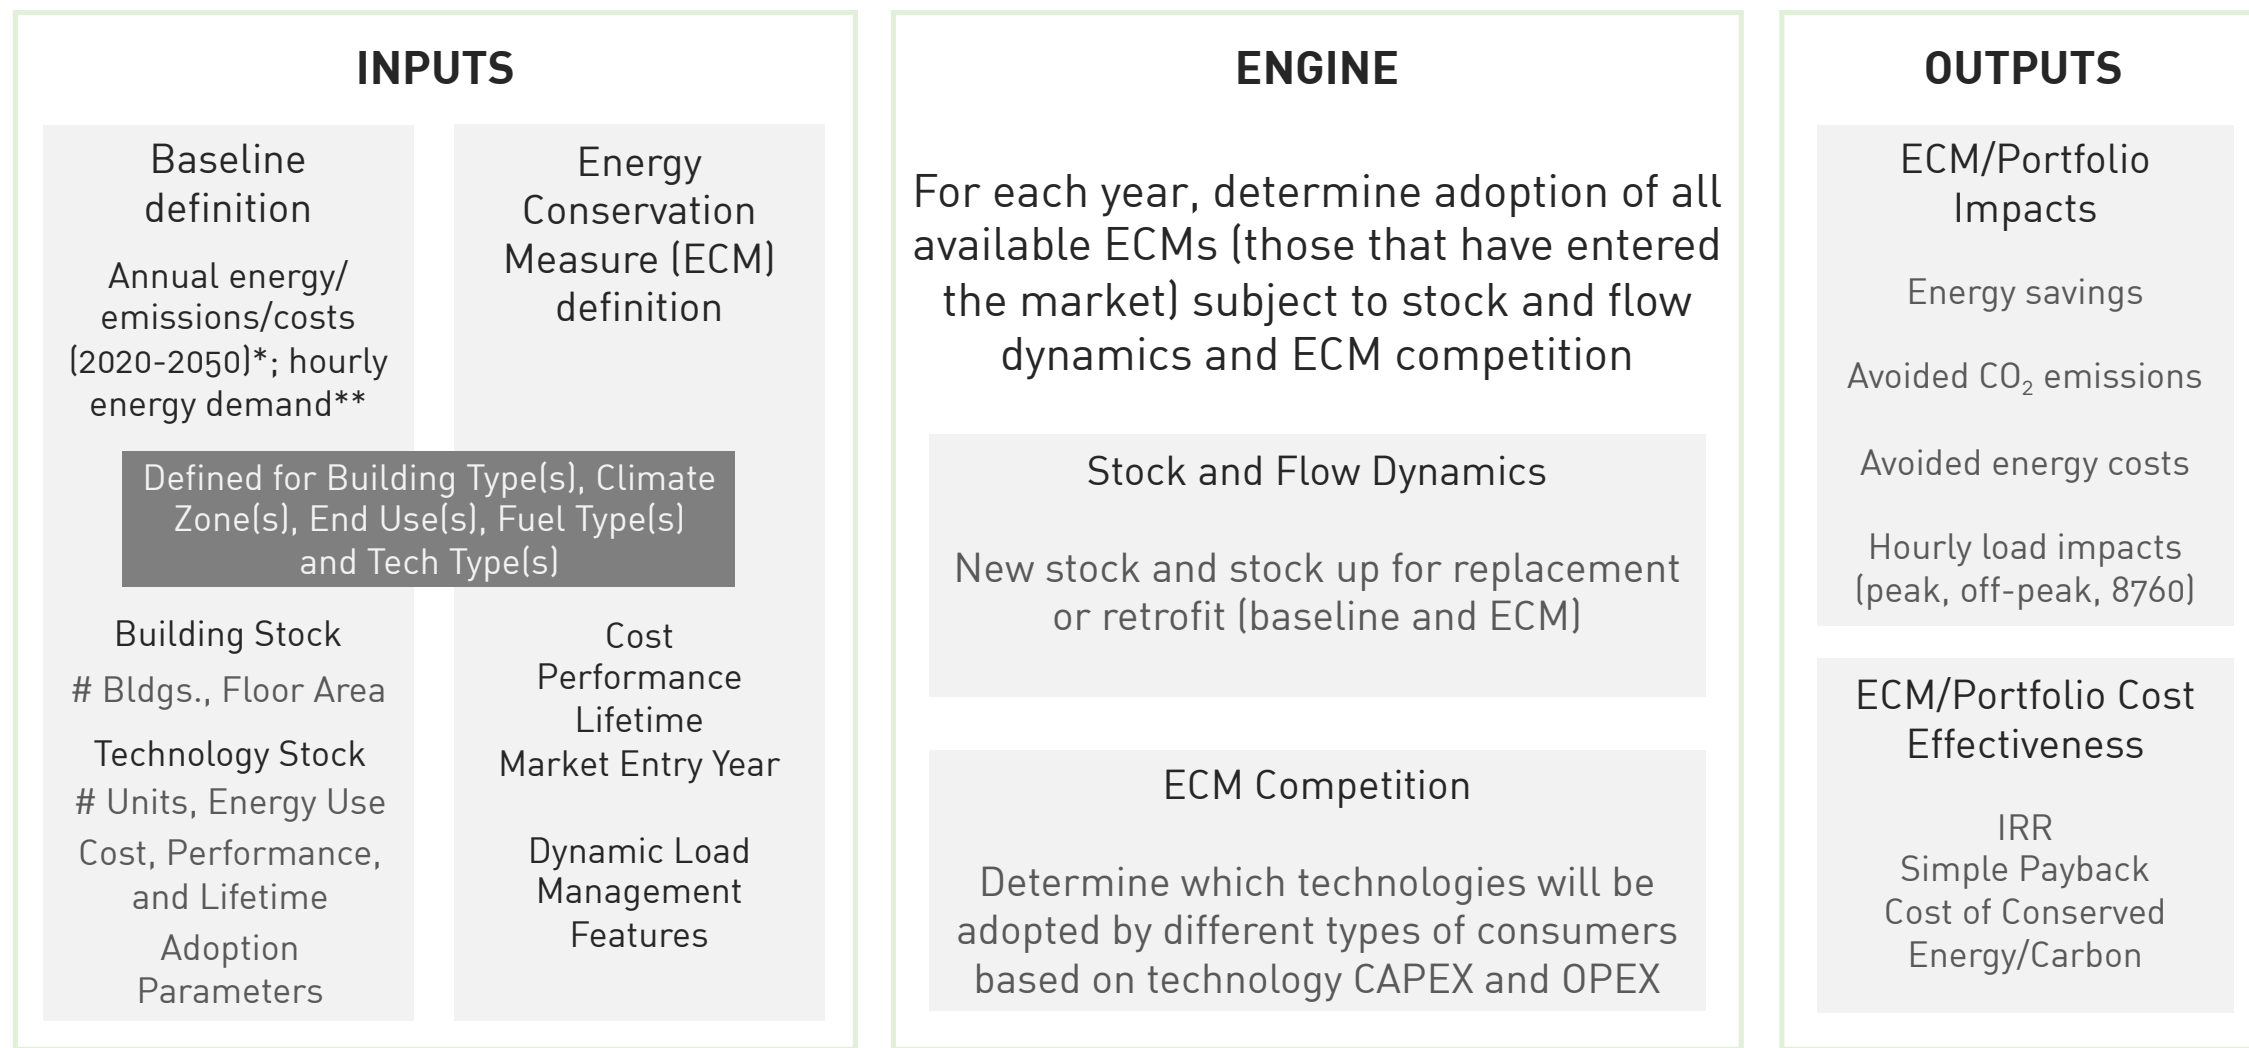 INPUTS
Baseline
definition
Annual energy/
emissions/costs
(2020-2050)*; hourly
energy demand**
Energy
Conservation
Measure (ECM)
definition
Defined for Building Type(s), Climate
Zone(s), End Use(s), Fuel Type(s)
and Tech Type(s)
Building Stock
# Bldgs., Floor Area
Technology Stock
# Units, Energy Use
Cost, Performance,
and Lifetime
Adoption
Parameters
Cost
Performance
Lifetime
Market Entry Year
Dynamic Load
Management
Features
ENGINE
For each year, determine adoption of all
available ECMs (those that have entered
the market) subject to stock and flow
dynamics and ECM competition
Stock and Flow Dynamics
New stock and stock up for replacement
or retrofit (baseline and ECM)
ECM Competition
Determine which technologies will be
adopted by different types of consumers
based on technology CAPEX and OPEX
OUTPUTS
ECM/Portfolio
Impacts
Energy savings
Avoided CO₂ emissions
Avoided energy costs
Hourly load impacts
(peak, off-peak, 8760)
ECM/Portfolio Cost
Effectiveness
IRR
Simple Payback
Cost of Conserved
Energy/Carbon